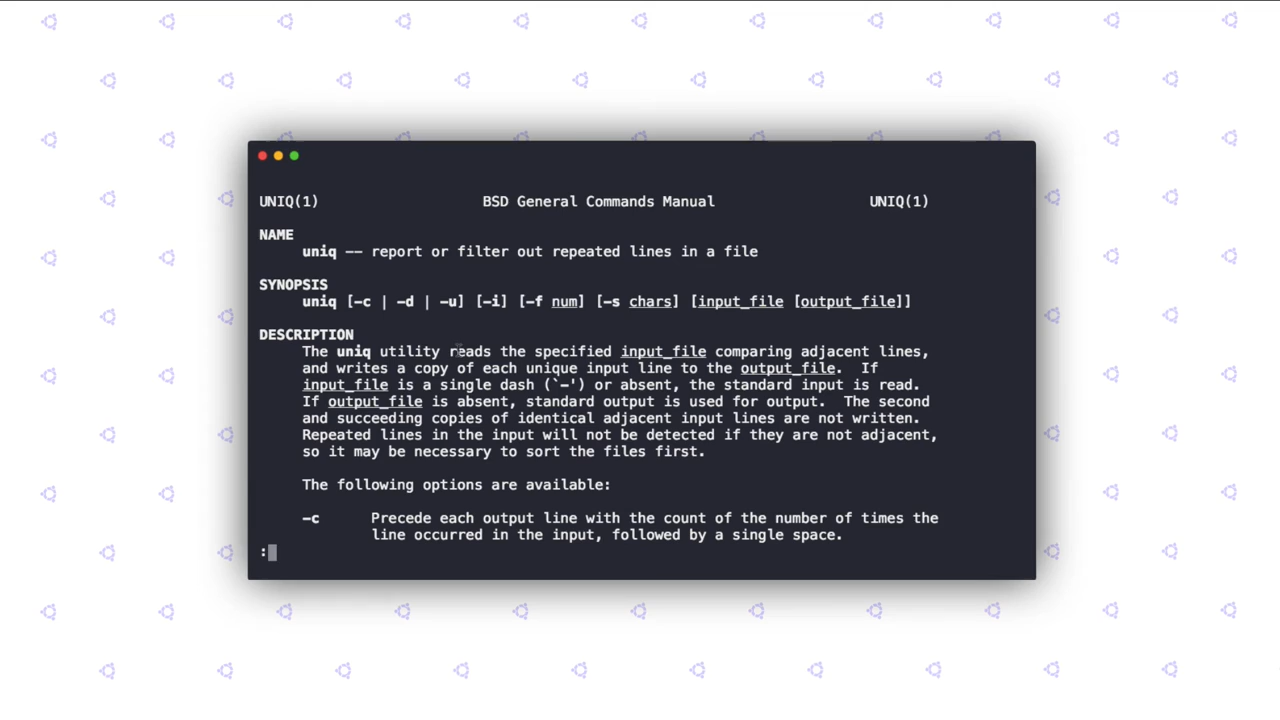 UNIQ(1) BSD General Commands Manual UNIQ(1)
NAME
uniq -- report or filter out repeated lines in a file
SYNOPSIS
uniq [-c | -d | -u] [-i] [-f num] [-s chars] [input_file [output_file]]
DESCRIPTION
The uniq utility reads the specified input_file comparing adjacent lines,
and writes a copy of each unique input line to the output_file. If
input_file is a single dash (`-') or absent, the standard input is read.
If output_file is absent, standard output is used for output. The second
and succeeding copies of identical adjacent input lines are not written.
Repeated lines in the input will not be detected if they are not adjacent,
so it may be necessary to sort the files first.
The following options are available:
-c Precede each output line with the count of the number of times the
line occurred in the input, followed by a single space.
: